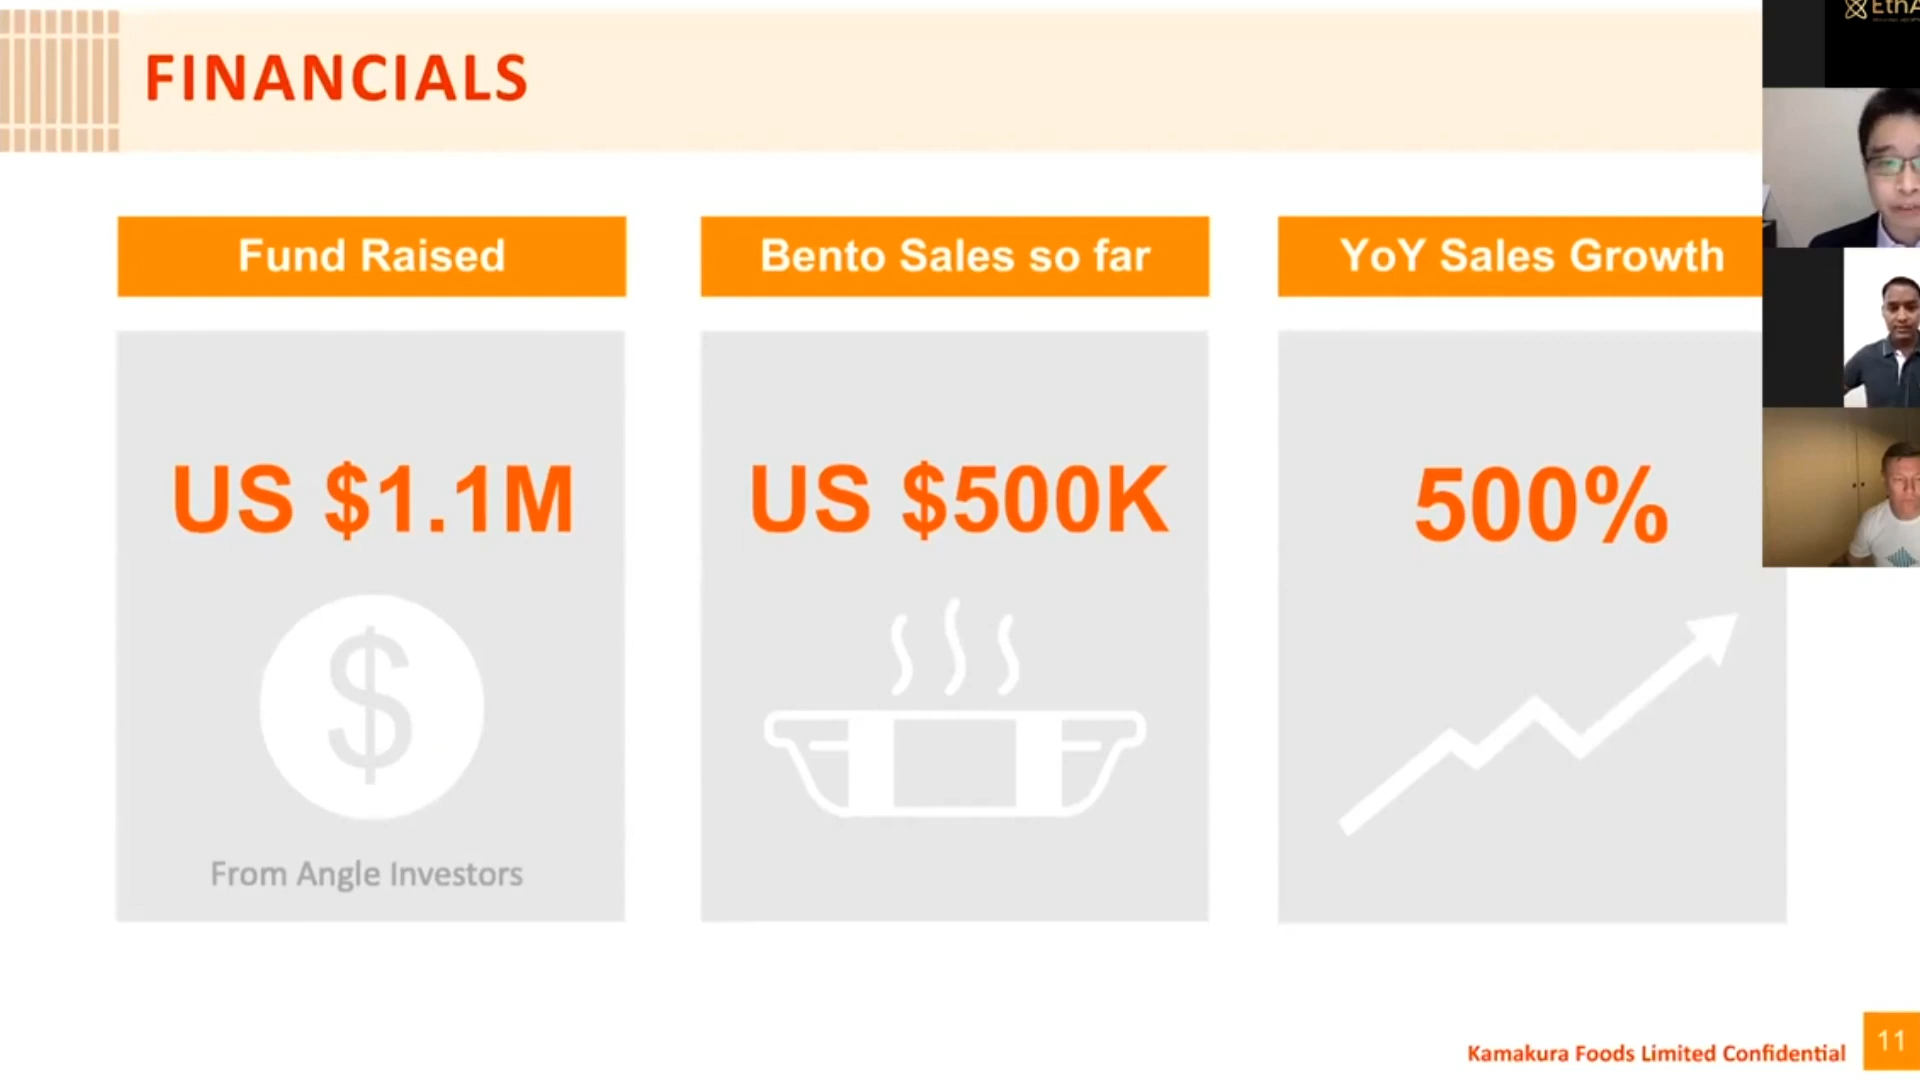 FINANCIALS
Fund Raised
US $1.1M
$
From Angle Investors
Bento Sales so far
US $500K
YoY Sales Growth
500%
Kamakura Foods Limited Confidential
11